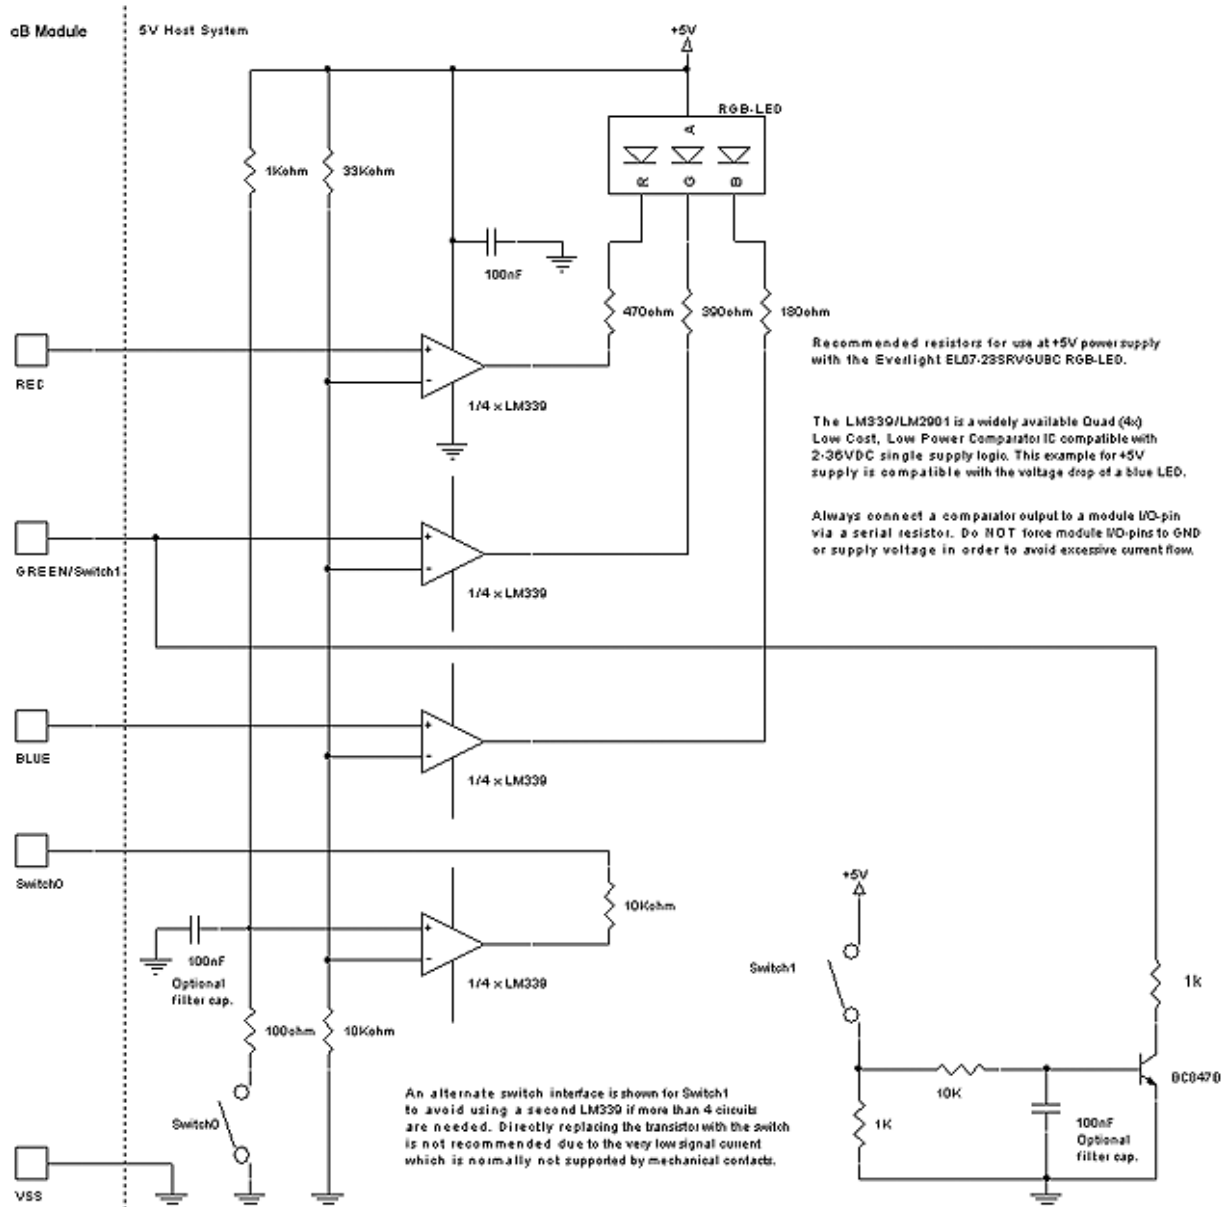 cB Module
5V Host System
+5V
RGB-LED
A
R G B
1Kohm
33Kohm
100nF
470ohm
390ohm
180ohm
Recommended resistors for use at +5V power supply
with the Everlight EL67-23SRVGUBC RGB-LED.
RED
1/4 x LM339
The LM339/LM2901 is a widely available Quad (4x)
Low Cost, Low Power Comparator IC compatible with
2-36VDC single supply logic. This example for +5V
supply is compatible with the voltage drop of a blue LED.
Always connect a comparator output to a module I/O-pin
via a serial resistor. Do NOT force module I/O-pins to GND
or supply voltage in order to avoid excessive current flow.
GREEN/Switch1
1/4 x LM339
BLUE
1/4 x LM339
Switch0
10Kohm
+5V
100nF
Optional
filter cap.
1/4 x LM339
Switch1
1k
100ohm
10Kohm
BC847B
10K
An alternate switch interface is shown for Switch1
to avoid using a second LM339 if more than 4 circuits
are needed. Directly replacing the transistor with the switch
is not recommended due to the very low signal current
which is normally not supported by mechanical contacts.
Switch0
1K
100nF
Optional
filter cap.
VSS